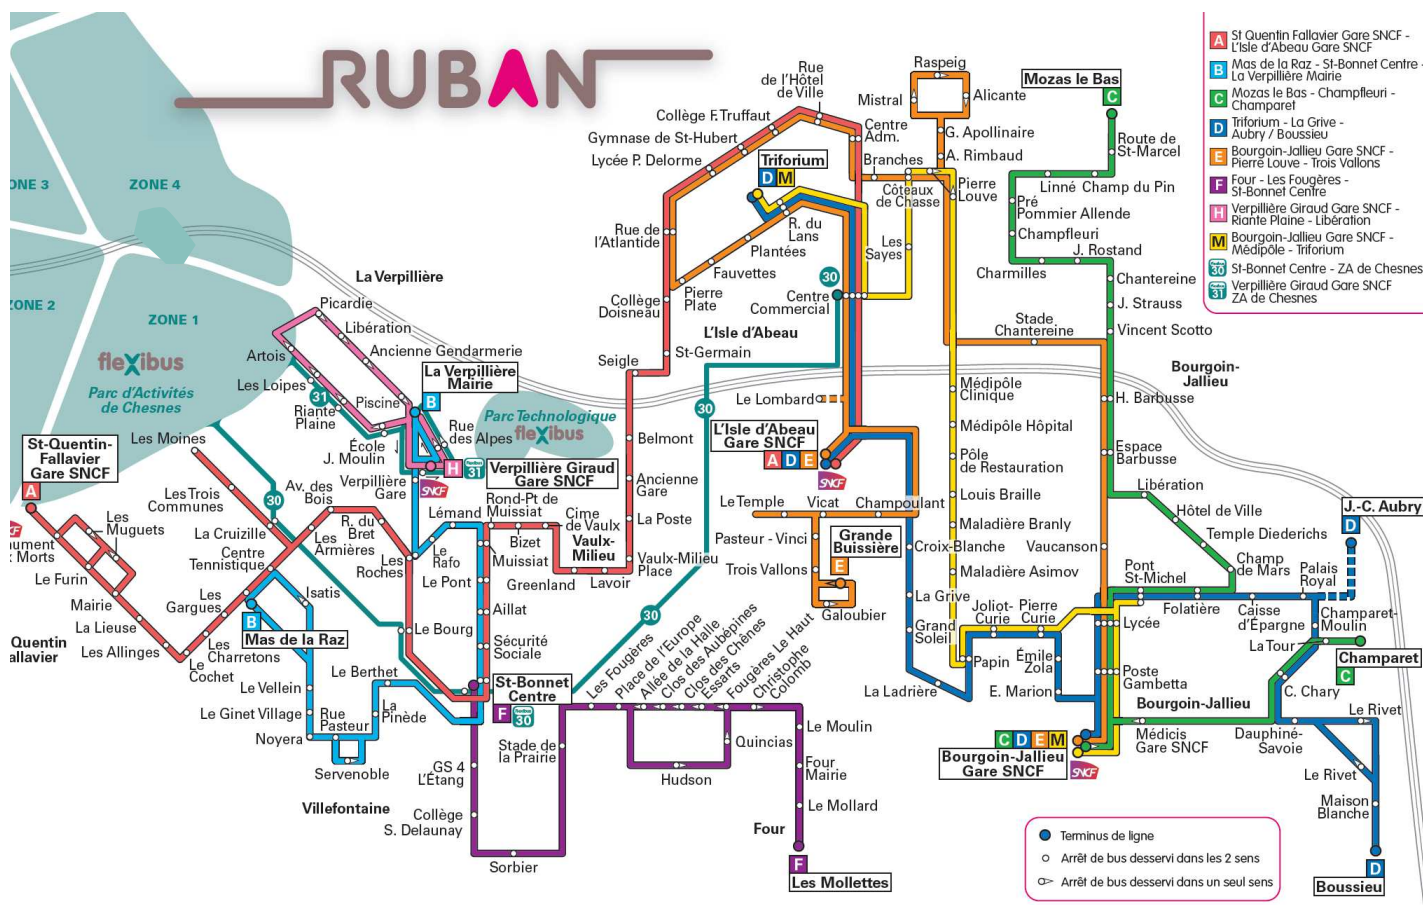 RUBAN
A
St Quentin Fallavier Gare SNCF -
L'Isle d'Abeau Gare SNCF
B
Mas de la Raz - St-Bonnet Centre -
La Verpillière Mairie
C
Mozas le Bas - Champfleuri -
Champaret
D
Triforium - La Grive -
Aubry / Boussieu
E
Bourgoin-Jallieu Gare SNCF -
Pierre Louve - Trois Vallons
F
Four - Les Fougères -
St-Bonnet Centre
H
Verpillière Giraud Gare SNCF -
Riante Plaine - Libération
M
Bourgoin-Jallieu Gare SNCF -
Médipôle - Triforium
30
St-Bonnet Centre - ZA de Chesnes
31
Verpillière Giraud Gare SNCF
ZA de Chesnes
ONE 3
ZONE 4
ZONE 2
ZONE 1
flexibus
Parc d'Activités
de Chesnes
La Verpillière
Picardie
Libération
Ancienne Gendarmerie
Artois
Les Loipes
31
Riante
Plaine
Piscine
La Verpillière
Mairie
B
École
J. Moulin
Rue
des Alpes
Parc Technologique
flexibus
H
31
Verpillière Giraud
Gare SNCF
Verpillière
Gare
SNCF
Les Moines
St-Quentin-
Fallavier
Gare SNCF
A
Les Trois
Communes
30
Av. des
Bois
Les
Muguets
La Cruizille
Centre
Tennistique
Les
Armières
R. du
Bret
Les
Roches
Le
Rafo
Lémand
Rond-Pt de
Muissiat
Cime
de Vaulx
Bizet
Muissiat
Vaulx-
Milieu
Greenland
Lavoir
Le Furin
Mairie
La Lieuse
Les Allinges
Quentin
allavier
Les
Gargues
Les
Charretons
Le
Cochet
B
Mas de la Raz
Isatis
Le Pont
Aillat
Le Bourg
Sécurité
Sociale
Le Berthet
Le Vellein
Le Ginet Village
Noyera
Rue
Pasteur
La
Pinède
Servenoble
Villefontaine
St-Bonnet
Centre
F
30
GS 4
L'Étang
Collège
S. Delaunay
Sorbier
Stade de
la Prairie
Les Fougères
Place de l'Europe
Allée de la Halle
Clos des Aubépines
Clos des Chênes
Essarts
Fougères Le Haut
Christophe
Colomb
Quincias
Hudson
Le Moulin
Four
Mairie
Le Mollard
Four
F
Les Mollettes
Rue
de l'Hôtel
de Ville
Collège F. Truffaut
Gymnase de St-Hubert
Lycée P. Delorme
Centre
Adm.
Triforium
D M
Branches
Raspeig
Mistral
Alicante
G. Apollinaire
A. Rimbaud
Côteaux
de Chasse
Pierre
Louve
Rue de
l'Atlantide
R. du
Lans
Plantées
Fauvettes
Pierre
Plate
Les
Sayes
30
Centre
Commercial
Collège
Doisneau
L'Isle d'Abeau
St-Germain
Seigle
30
Le Lombard
L'Isle d'Abeau
Gare SNCF
A D E
SNCF
Belmont
Ancienne
Gare
La Poste
Vaulx-Milieu
Place
30
Le Temple
Vicat
Champoulant
Pasteur - Vinci
Grande
Buissière
E
Trois Vallons
Galoubier
Mozas le Bas
C
Route de
St-Marcel
Linné
Champ du Pin
Pré
Pommier
Allende
Champfleuri
J. Rostand
Charmilles
Chantereine
J. Strauss
Stade
Chantereine
Vincent Scotto
Bourgoin-
Jallieu
Médipôle
Clinique
H. Barbusse
Médipôle Hôpital
Pôle
de Restauration
Espace
Barbusse
Louis Braille
Libération
Maladière Branly
Hôtel de Ville
Croix-Blanche
Vaucanson
Temple Diederichs
Maladière Asimov
Pont
St-Michel
Champ
de Mars
Palais
Royal
J.-C. Aubry
D
La Grive
Joliot-
Curie
Pierre
Curie
Folatière
Caisse
d'Épargne
Champaret-
Moulin
Grand
Soleil
Lycée
La Tour
Champaret
C
Papin
Émile
Zola
Poste
Gambetta
La Ladrière
E. Marion
Bourgoin-Jallieu
C. Chary
Le Rivet
C D E M
Bourgoin-Jallieu
Gare SNCF
SNCF
Médicis
Gare SNCF
Dauphiné-
Savoie
Le Rivet
Maison
Blanche
D
Boussieu
Terminus de ligne
Arrêt de bus desservi dans les 2 sens
Arrêt de bus desservi dans un seul sens